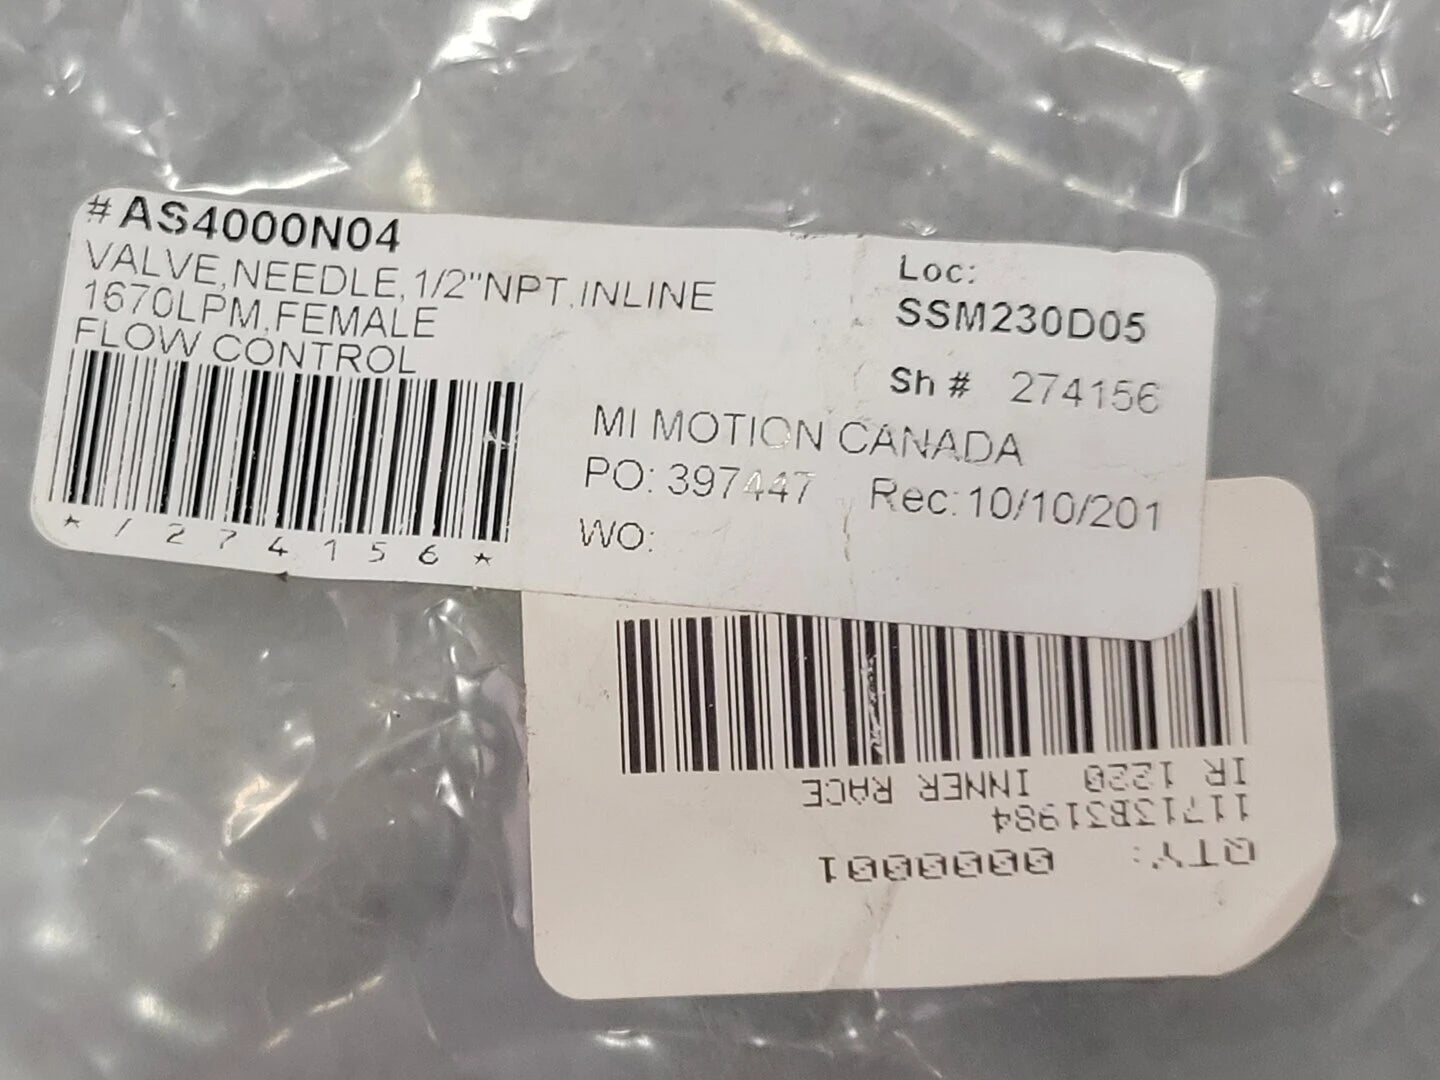 #AS4000N04
VALVE,NEEDLE,1/2"NPT,INLINE
1670LPM,FEMALE
FLOW CONTROL
*/274156*
Loc:
SSM230D05
Sh # 274156
MI MOTION CANADA
PO: 397447 Rec: 10/10/201
WO:
QTY: 0000001
11713B31984
IR 1220 INNER RACE